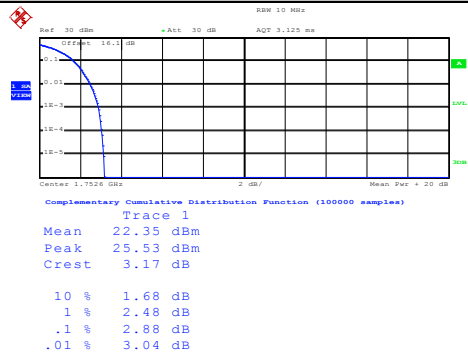 RBW 10 MHz
Ref 30 dBm Att 30 dB AQT 3.125 ms
Offset 16.1 dB
0.1
A
0.01
1 SA
VIEW
1E-3
LVL
1E-4
1E-5
3DB
Center 1.7526 GHz 2 dB/ Mean Pwr + 20 dB
Complementary Cumulative Distribution Function (100000 samples)
Trace 1
Mean 22.35 dBm
Peak 25.53 dBm
Crest 3.17 dB
10 % 1.68 dB
1 % 2.48 dB
.1 % 2.88 dB
.01 % 3.04 dB